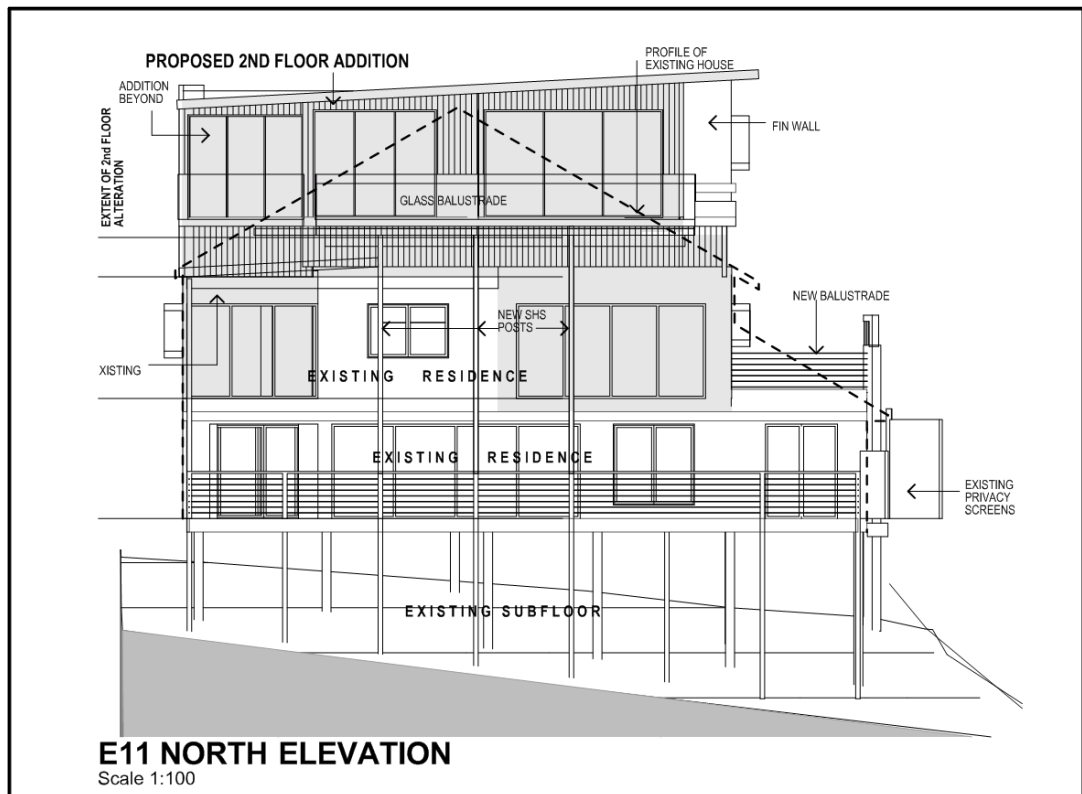 PROPOSED 2ND FLOOR ADDITION
PROFILE OF
EXISTING HOUSE
ADDITION
BEYOND
EXTENT OF 2nd FLOOR
ALTERATION
FIN WALL
GLASS BALUSTRADE
NEW BALUSTRADE
NEW SHS
POSTS
XISTING
EXISTING RESIDENCE
EXISTING RESIDENCE
EXISTING
PRIVACY
SCREENS
EXISTING SUBFLOOR
E11 NORTH ELEVATION
Scale 1:100